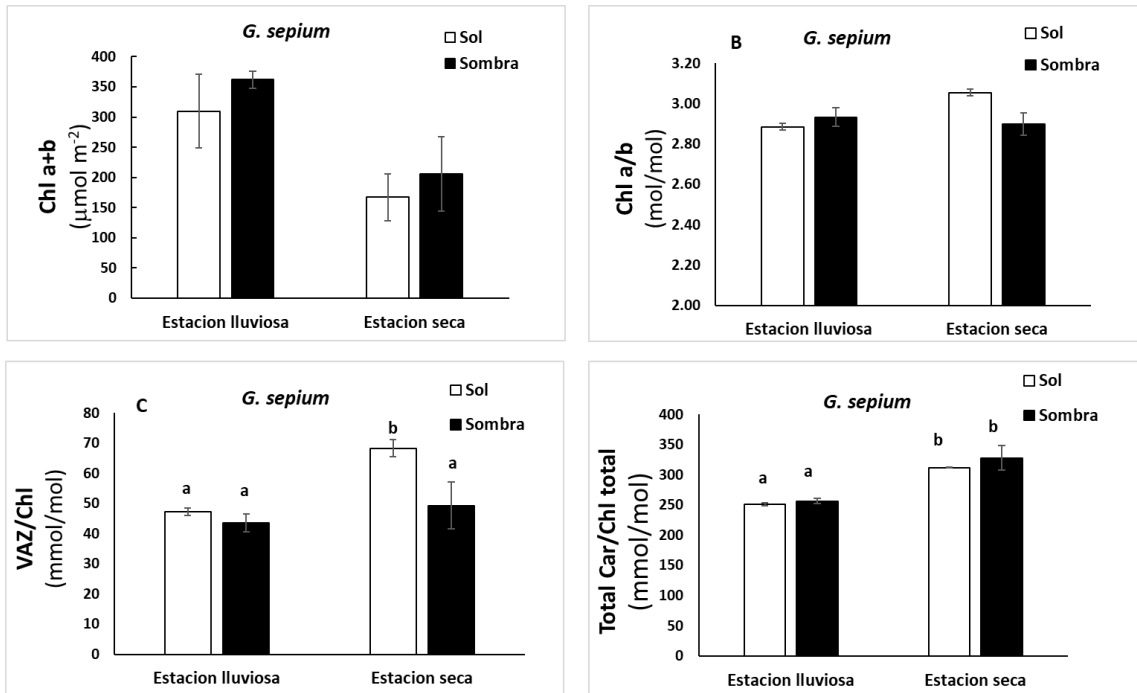 G. sepium
Sol
Sombra
Chl a+b
(μmol m-2)
400
350
300
250
200
150
100
50
0
Estacion lluviosa
Estacion seca
B
G. sepium
Sol
Sombra
Chl a/b
(mol/mol)
3.20
3.00
2.80
2.60
2.40
2.20
2.00
Estacion lluviosa
Estacion seca
C
G. sepium
Sol
Sombra
VAZ/Chl
(mmol/mol)
80
70
60
50
40
30
20
10
0
a
a
b
a
Estacion lluviosa
Estacion seca
G. sepium
Sol
Sombra
Total Car/Chl total
(mmol/mol)
400
350
300
250
200
150
100
50
0
a
a
b
b
Estacion lluviosa
Estacion seca